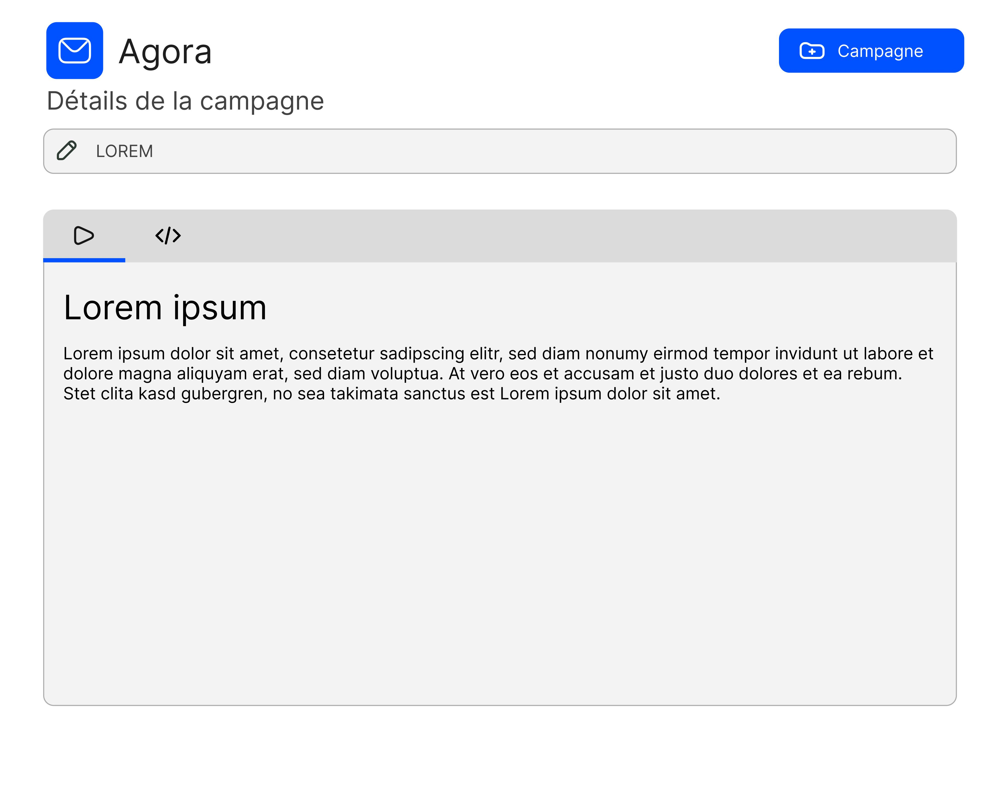 Agora
Campagne
Détails de la campagne
LOREM
Lorem ipsum
Lorem ipsum dolor sit amet, consetetur sadipscing elitr, sed diam nonumy eirmod tempor invidunt ut labore et
dolore magna aliquyam erat, sed diam voluptua. At vero eos et accusam et justo duo dolores et ea rebum.
Stet clita kasd gubergren, no sea takimata sanctus est Lorem ipsum dolor sit amet.